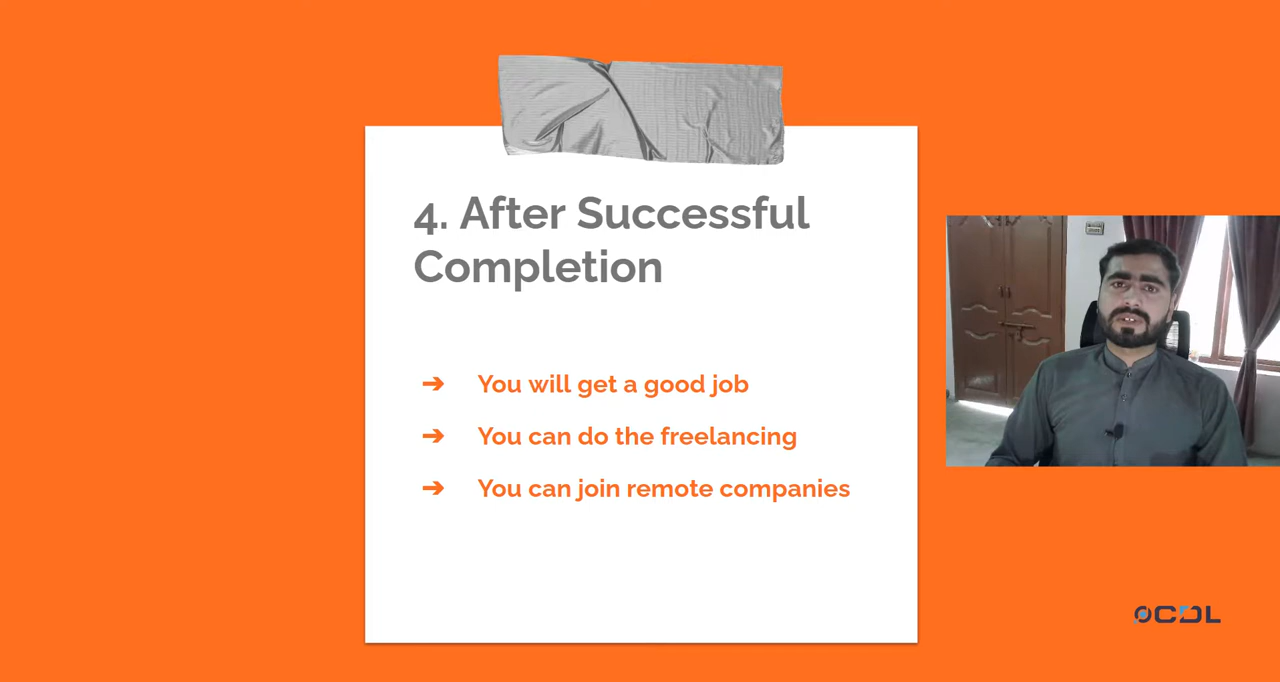 4. After Successful
Completion
➔ You will get a good job
➔ You can do the freelancing
➔ You can join remote companies
OCDL